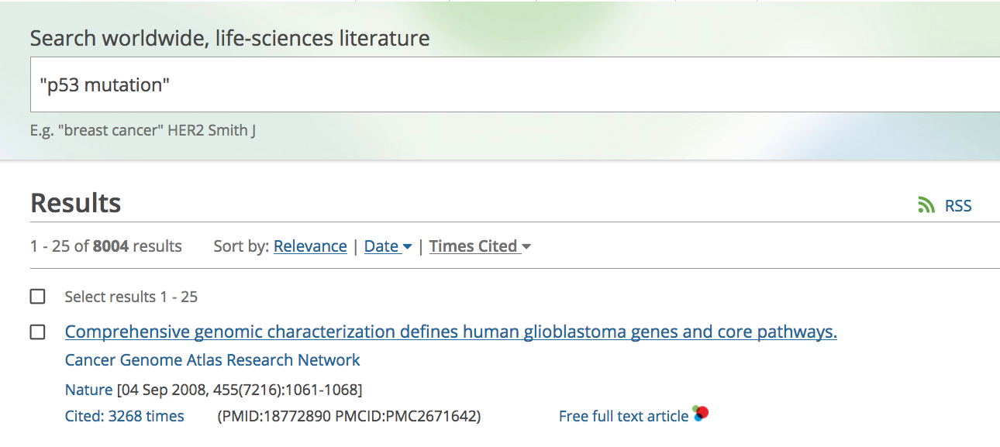 Search worldwide, life-sciences literature
"p53 mutation"
E.g. "breast cancer" HER2 Smith J
Results
RSS
1 - 25 of 8004 results Sort by: Relevance | Date | Times Cited
Select results 1 - 25
Comprehensive genomic characterization defines human glioblastoma genes and core pathways.
Cancer Genome Atlas Research Network
Nature [04 Sep 2008, 455(7216):1061-1068]
Cited: 3268 times (PMID:18772890 PMCID:PMC2671642) Free full text article